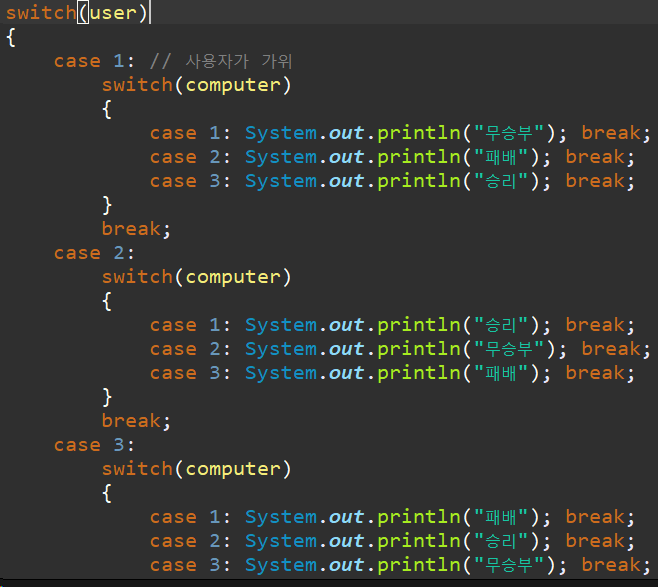 switch(user)
{
    case 1: // 사용자가 가위
        switch(computer)
        {
            case 1: System.out.println("무승부"); break;
            case 2: System.out.println("패배"); break;
            case 3: System.out.println("승리"); break;
        }
        break;
    case 2:
        switch(computer)
        {
            case 1: System.out.println("승리"); break;
            case 2: System.out.println("무승부"); break;
            case 3: System.out.println("패배"); break;
        }
        break;
    case 3:
        switch(computer)
        {
            case 1: System.out.println("패배"); break;
            case 2: System.out.println("승리"); break;
            case 3: System.out.println("무승부"); break;